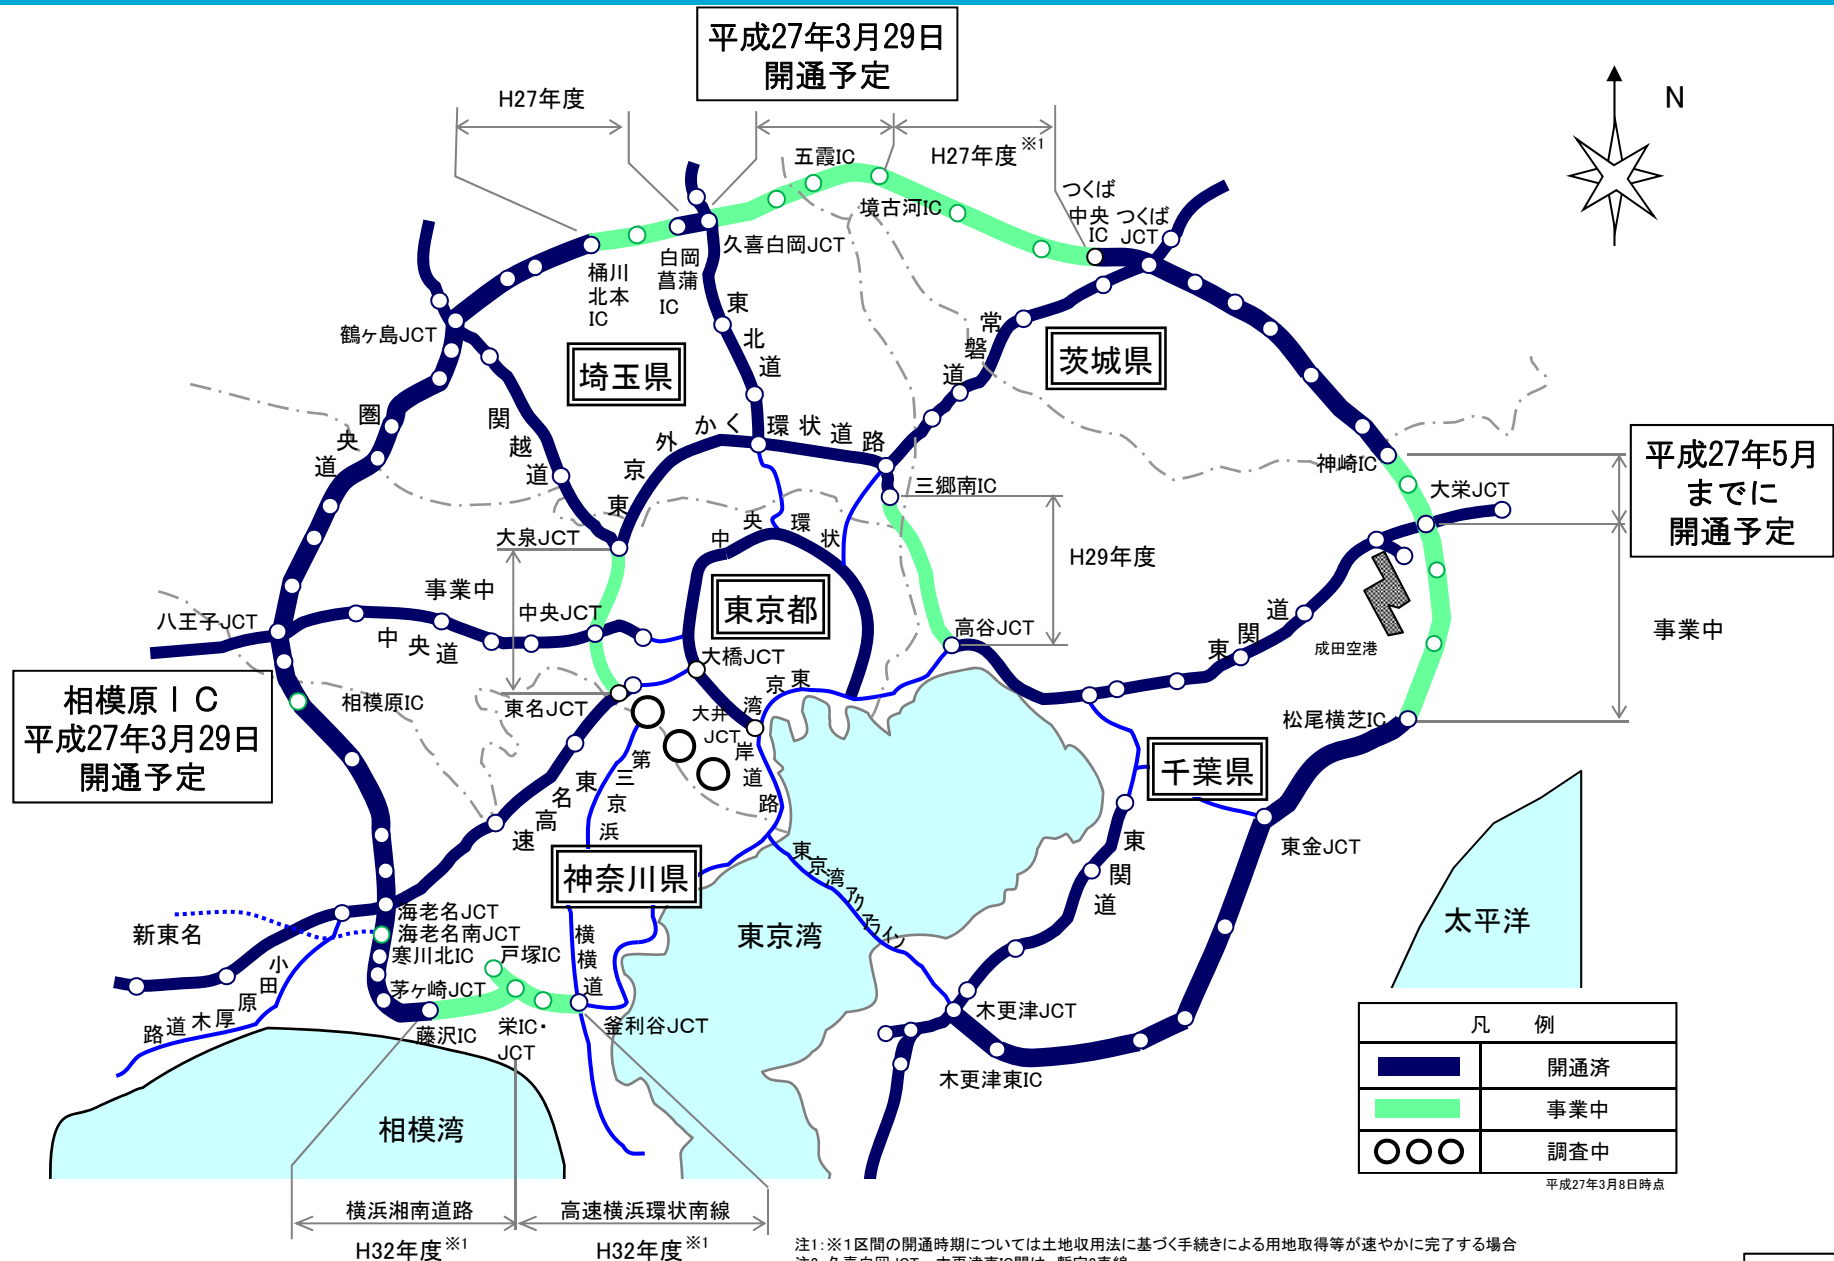 平成27年3月29日
開通予定
H27年度
H27年度※1
N
五霞IC
境古河IC
つくば
中央
IC
つくば
JCT
久喜白岡JCT
白岡
菖蒲
IC
桶川
北本
IC
鶴ヶ島JCT
東北道
常磐道
埼玉県
茨城県
圏央道
関越道
東京外かく環状道路
神崎IC
大栄JCT
平成27年5月
までに
開通予定
三郷南IC
大泉JCT
中央環状
H29年度
事業中
中央JCT
東京都
八王子JCT
中央道
高谷JCT
東関道
成田空港
事業中
大橋JCT
相模原IC
平成27年3月29日
開通予定
相模原IC
東名JCT
大井
JCT
東京湾岸道路
松尾横芝IC
千葉県
第三京浜
東名高速
神奈川県
東京湾アクアライン
東関道
東金JCT
太平洋
東京湾
海老名JCT
海老名南JCT
新東名
寒川北IC
戸塚IC
横横道
小田原厚木道路
茅ヶ崎JCT
藤沢IC
栄IC・
JCT
釜利谷JCT
木更津JCT
木更津東IC
相模湾
凡 例
開通済
事業中
調査中
平成27年3月8日時点
横浜湘南道路
高速横浜環状南線
H32年度※1
H32年度※1
注1:※1区間の開通時期については土地収用法に基づく手続きによる用地取得等が速やかに完了する場合